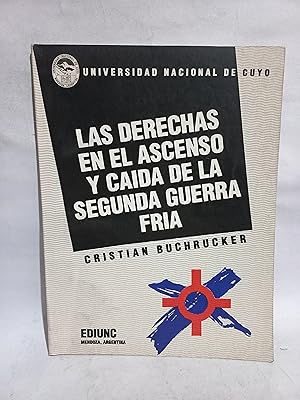 UNIVERSIDAD NACIONAL DE CUYO
LAS DERECHAS
EN EL ASCENSO
Y CAIDA DE LA
SEGUNDA GUERRA
FRIA
CRISTIAN BUCHRUCKER
EDIUNC
MENDOZA, ARGENTINA